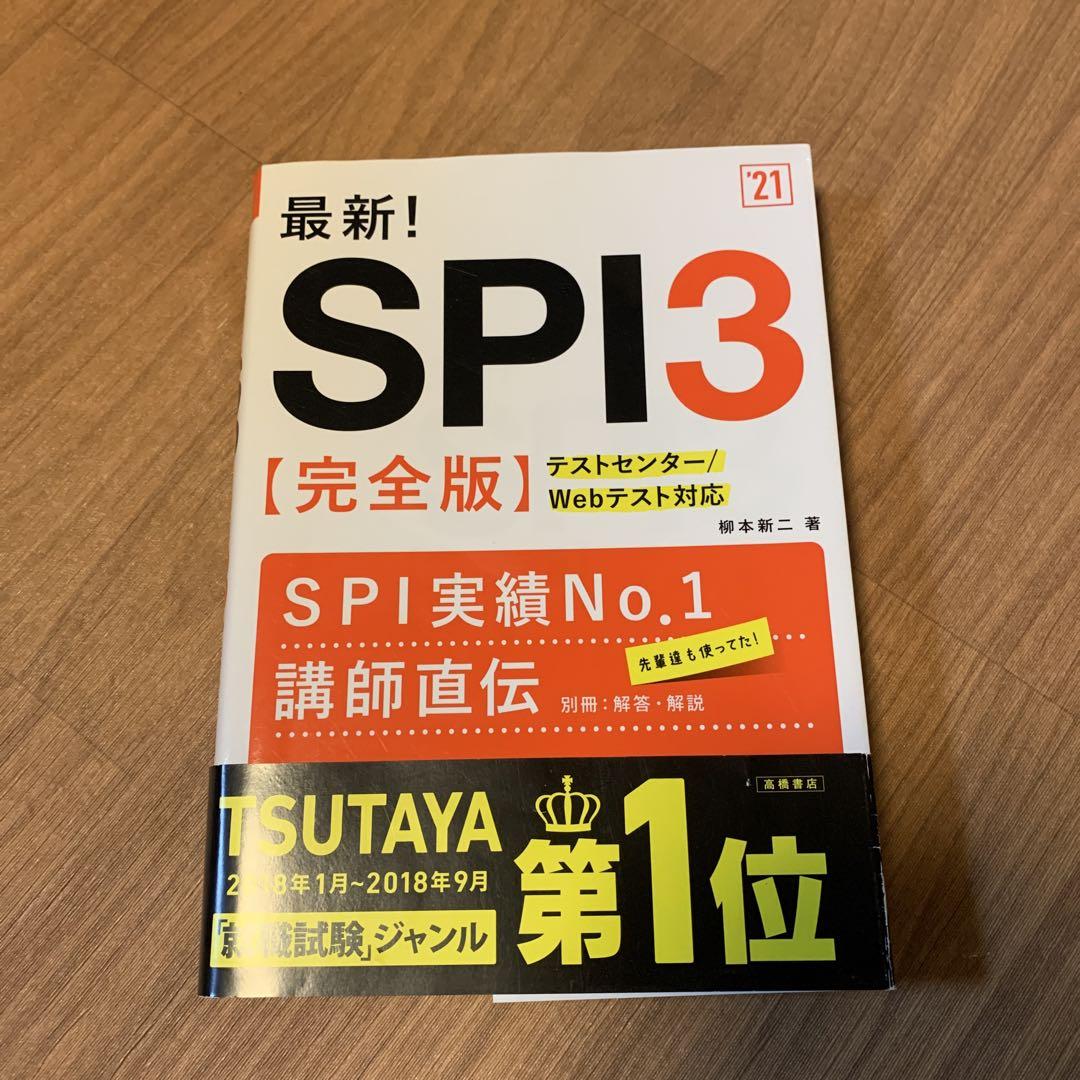 '21
最新!
SPI3
【完全版】
テストセンター/
Webテスト対応
柳本新二 著
SPI実績No.1
講師直伝
先輩達も使ってた!
別冊:解答・解説
高橋書店
TSUTAYA
2018年1月~2018年9月
「就職試験」ジャンル
第1位